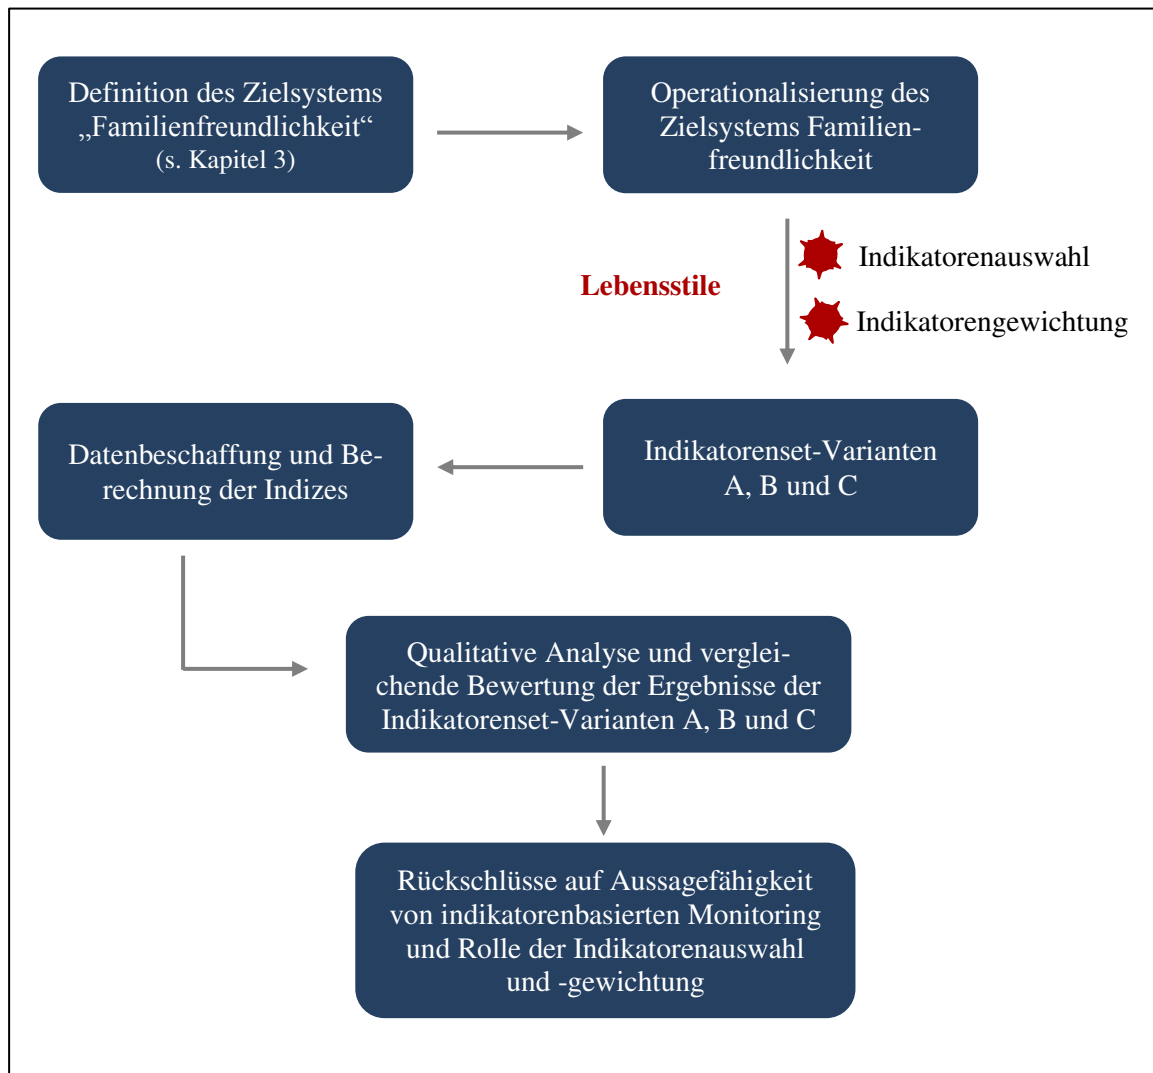 Definition des Zielsystems
„Familienfreundlichkeit“
(s. Kapitel 3)
Operationalisierung des
Zielsystems Familien-
freundlichkeit
Lebensstile
Indikatorenauswahl
Indikatorengewichtung
Indikatorenset-Varianten
A, B und C
Datenbeschaffung und Be-
rechnung der Indizes
Qualitative Analyse und verglei-
chende Bewertung der Ergebnisse der
Indikatorenset-Varianten A, B und C
Rückschlüsse auf Aussagefähigkeit
von indikatorenbasierten Monitoring
und Rolle der Indikatorenauswahl
und -gewichtung